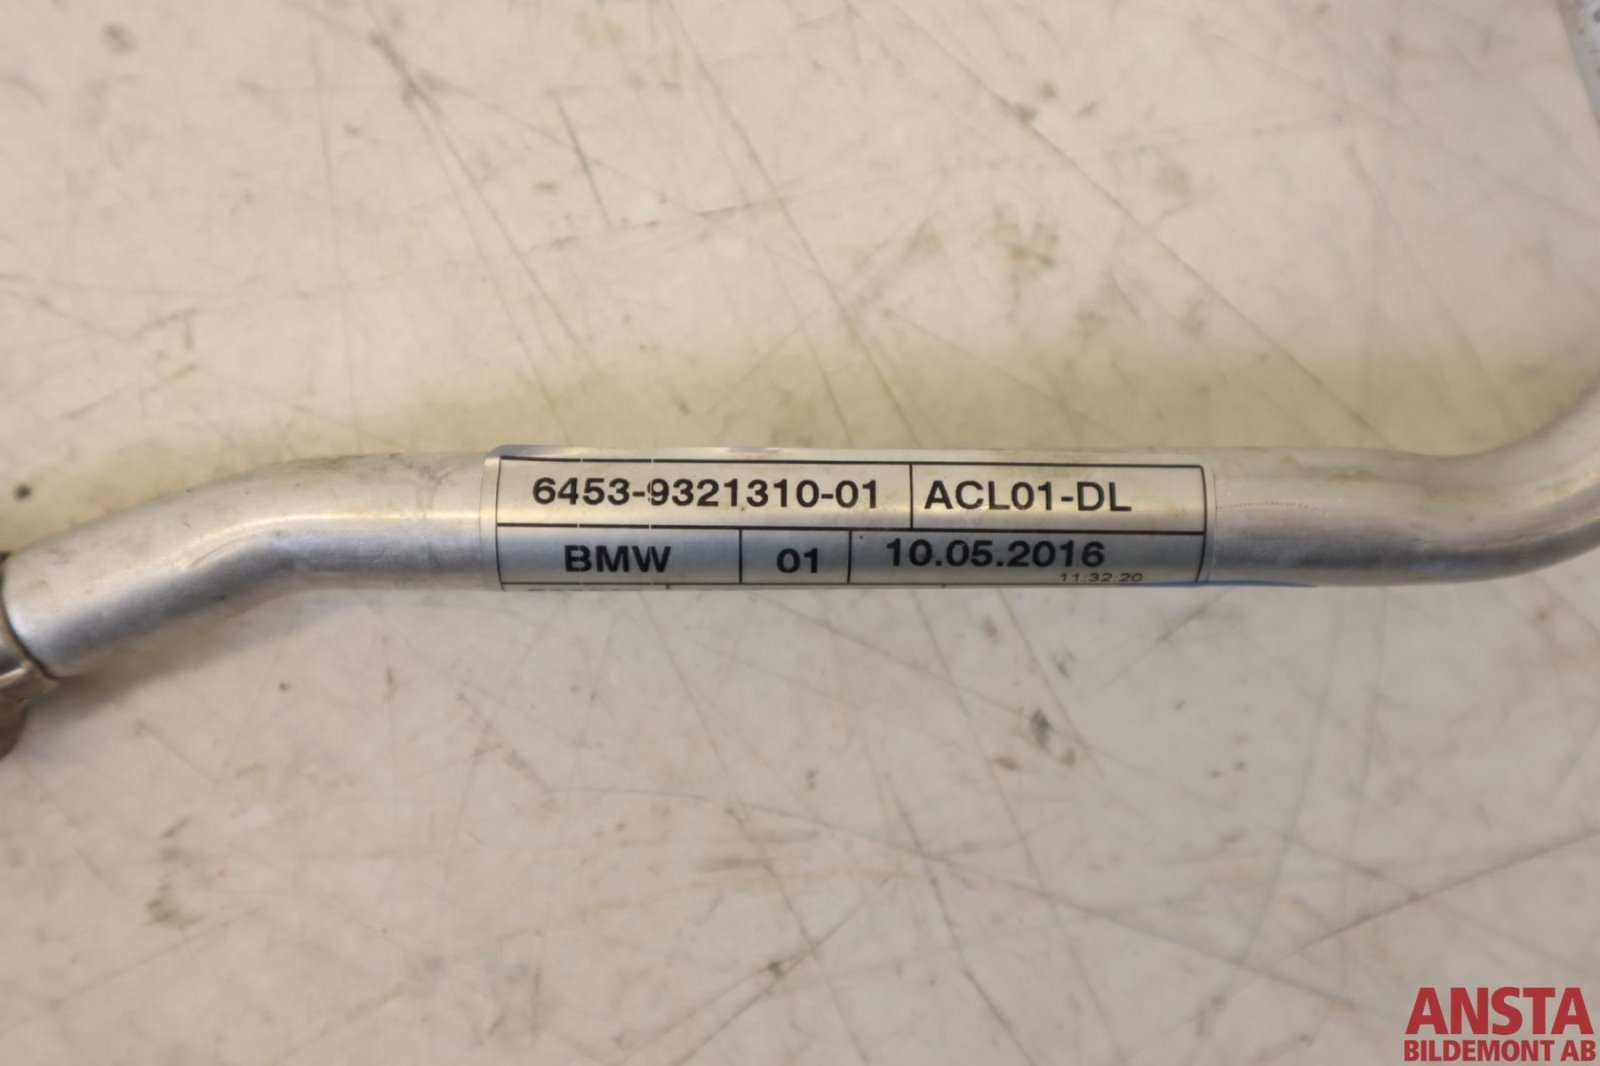 6453-9321310-01 ACL01-DL
BMW 01 10.05.2016
11:32:20
ANSTA
BILDEMONT AB